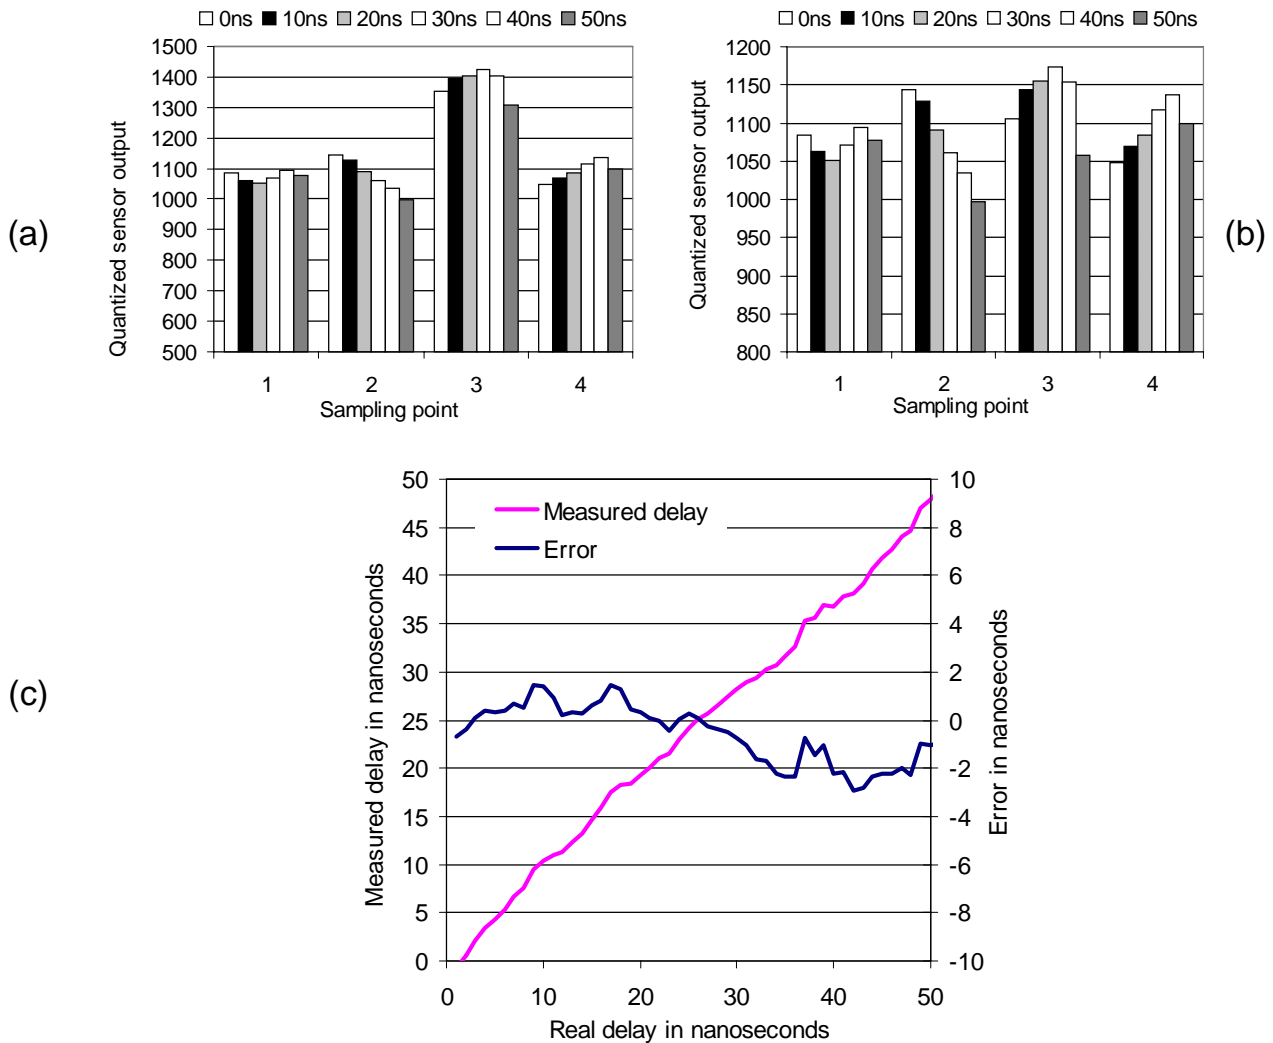 0ns 10ns 20ns 30ns 40ns 50ns
1500
1400
1300
1200
1100
1000
900
800
700
600
500
Quantized sensor output
1 2 3 4
Sampling point
(a)
0ns 10ns 20ns 30ns 40ns 50ns
1200
1150
1100
1050
1000
950
900
850
800
Quantized sensor output
1 2 3 4
Sampling point
(b)
(c)
Measured delay
Error
50
45
40
35
30
25
20
15
10
5
0
Measured delay in nanoseconds
10
8
6
4
2
0
-2
-4
-6
-8
-10
Error in nanoseconds
0 10 20 30 40 50
Real delay in nanoseconds